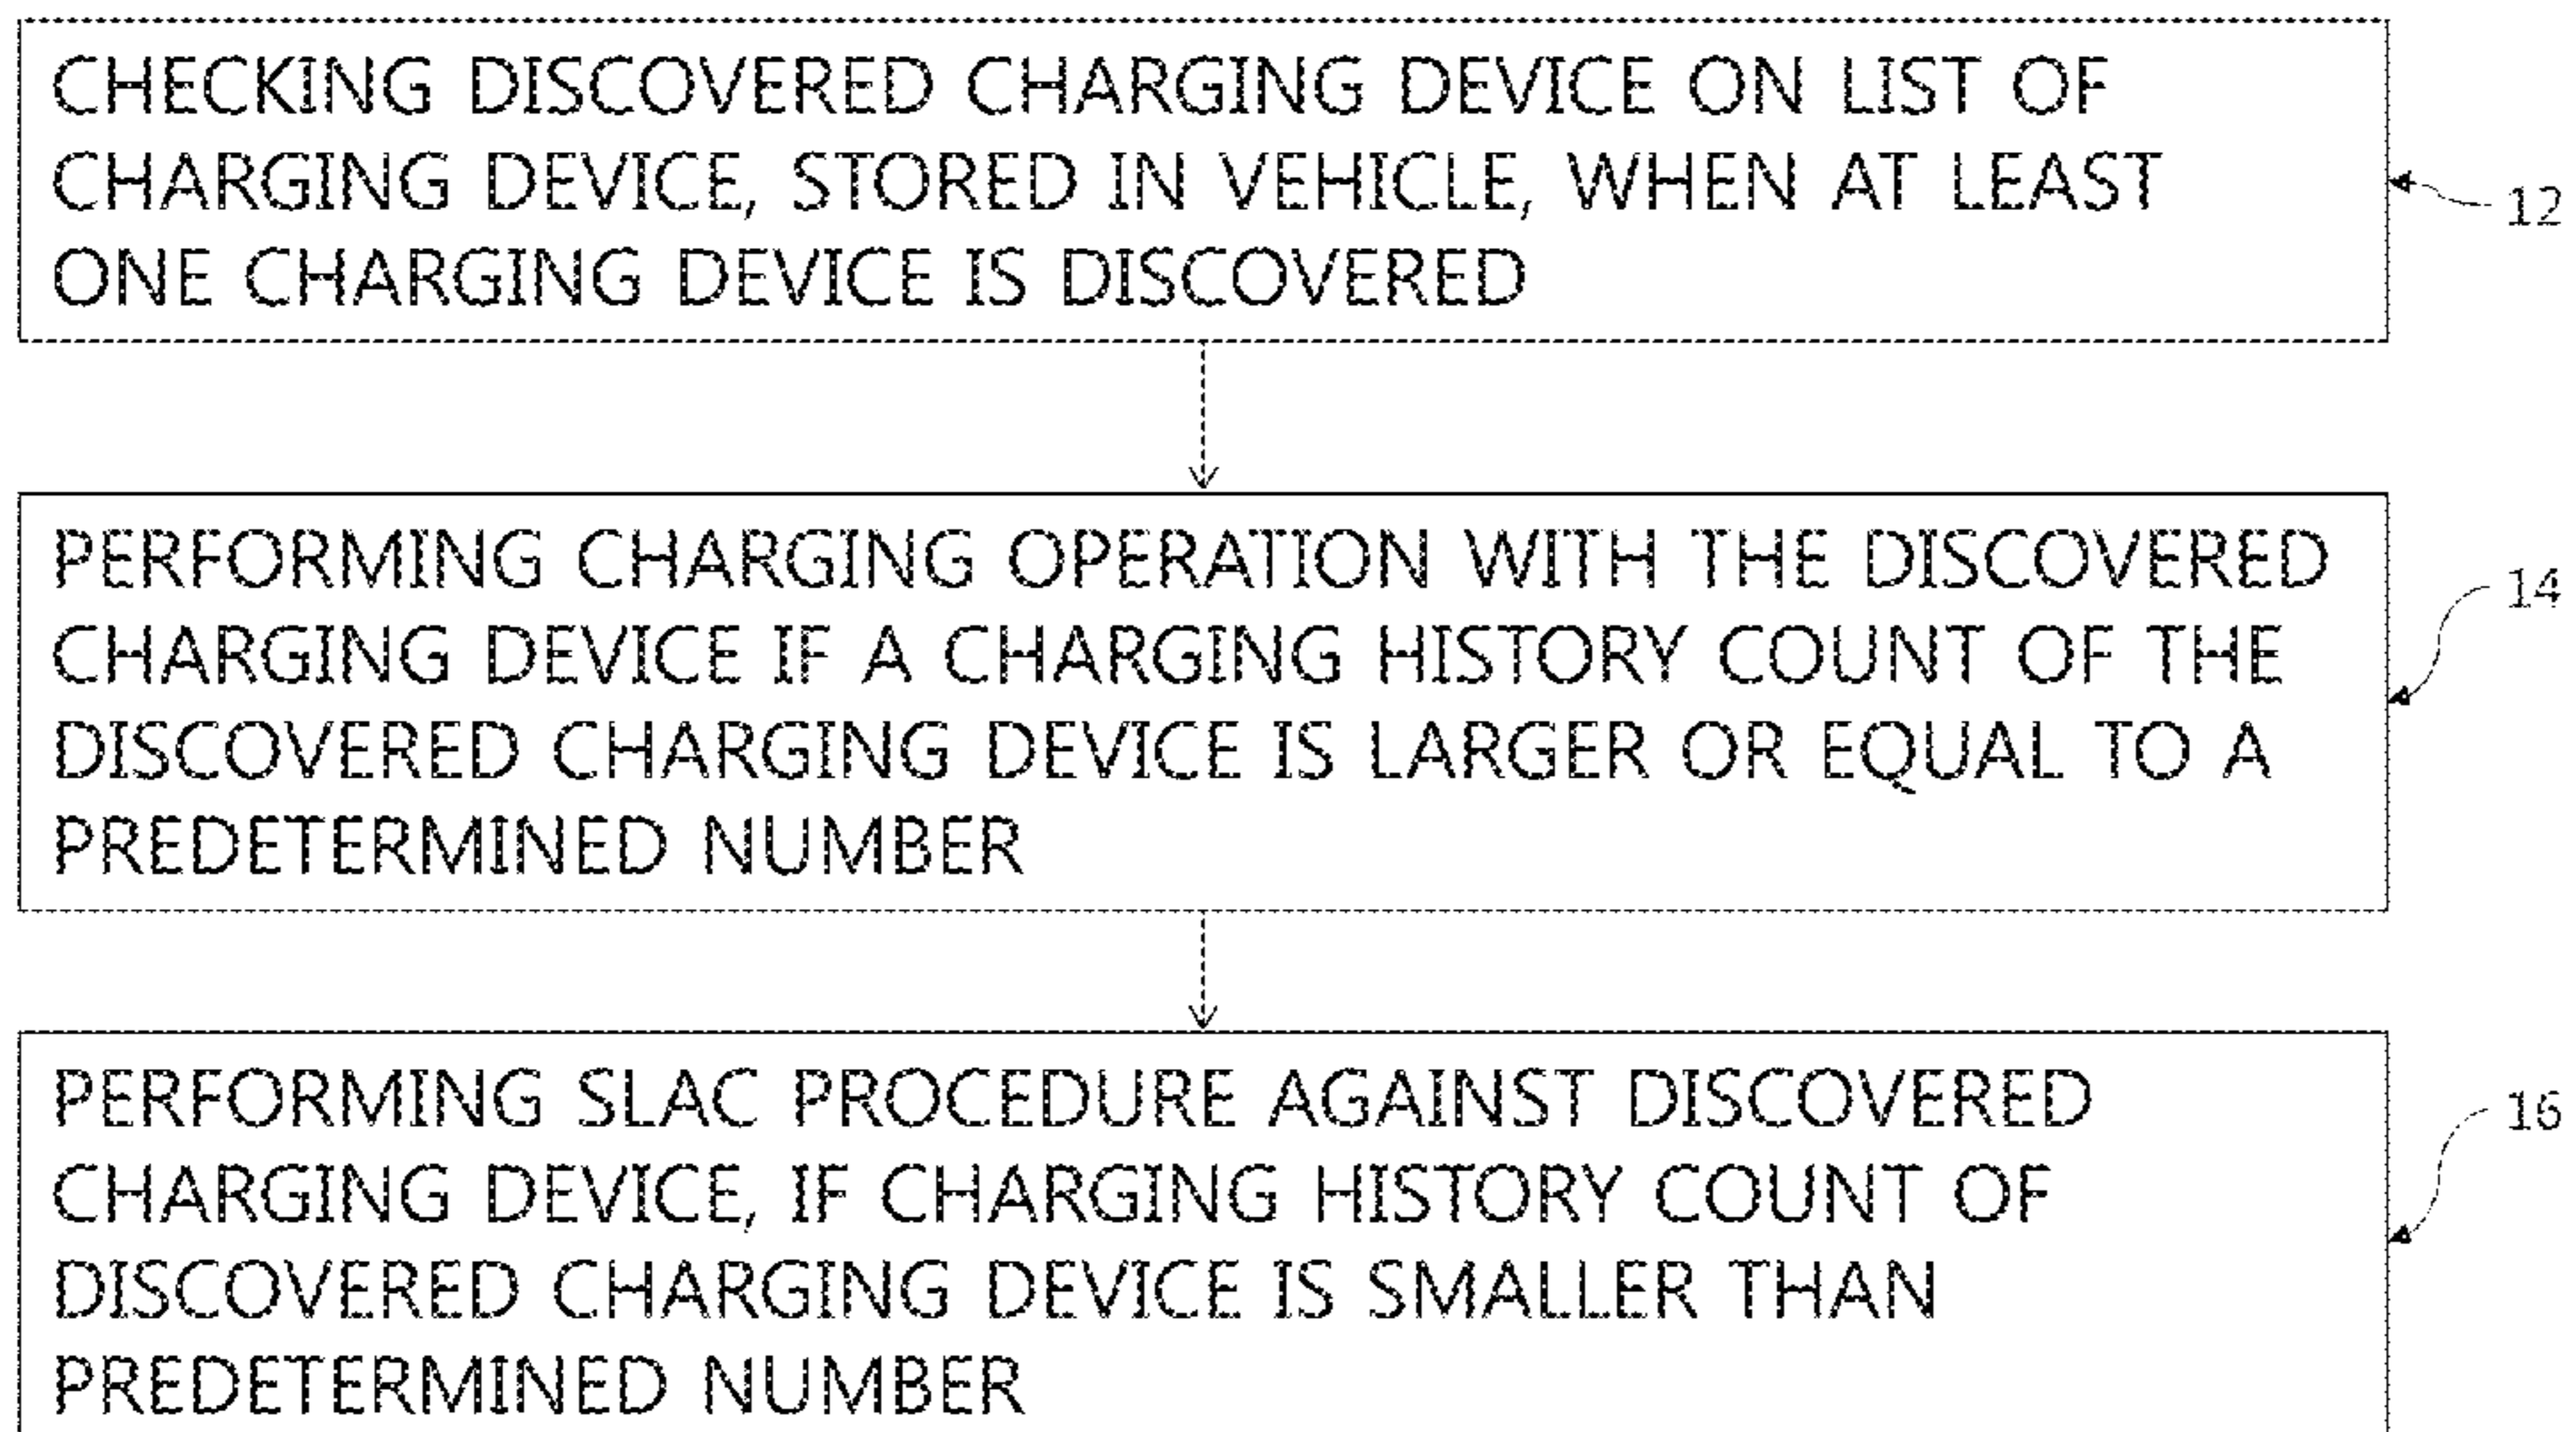 CHECKING DISCOVERED CHARGING DEVICE ON LIST OF
CHARGING DEVICE, STORED IN VEHICLE, WHEN AT LEAST
ONE CHARGING DEVICE IS DISCOVERED
12
PERFORMING CHARGING OPERATION WITH THE DISCOVERED
CHARGING DEVICE IF A CHARGING HISTORY COUNT OF THE
DISCOVERED CHARGING DEVICE IS LARGER OR EQUAL TO A
PREDETERMINED NUMBER
14
PERFORMING SLAC PROCEDURE AGAINST DISCOVERED
CHARGING DEVICE, IF CHARGING HISTORY COUNT OF
DISCOVERED CHARGING DEVICE IS SMALLER THAN
PREDETERMINED NUMBER
16